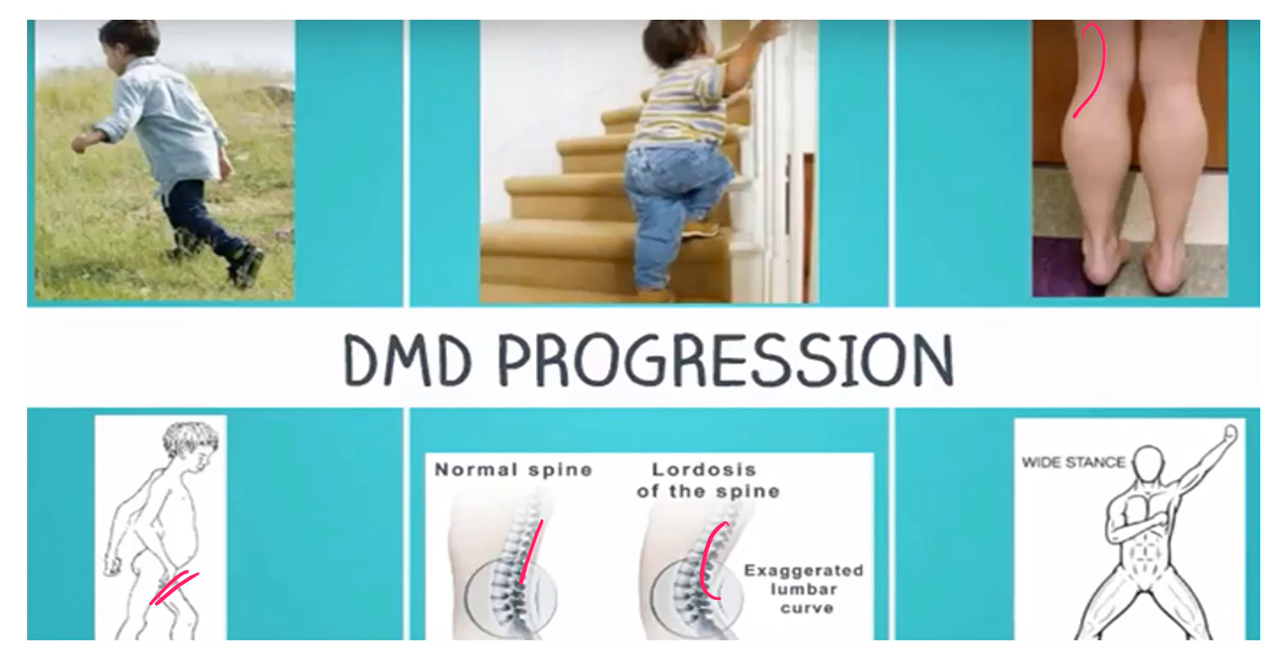 DMD PROGRESSION
Normal spine
Lordosis
of the spine
Exaggerated
lumbar
curve
WIDE STANCE